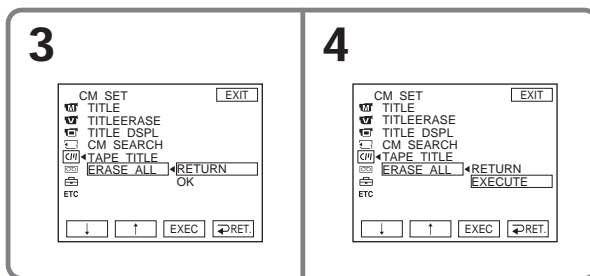 3
CM SET EXIT
TITLE
TITLEERASE
TITLE DSPL
CM SEARCH
TAPE TITLE
ERASE ALL RETURN
OK
ETC
↓ ↑ EXEC RET.
4
CM SET EXIT
TITLE
TITLEERASE
TITLE DSPL
CM SEARCH
TAPE TITLE
ERASE ALL RETURN
EXECUTE
ETC
↓ ↑ EXEC RET.